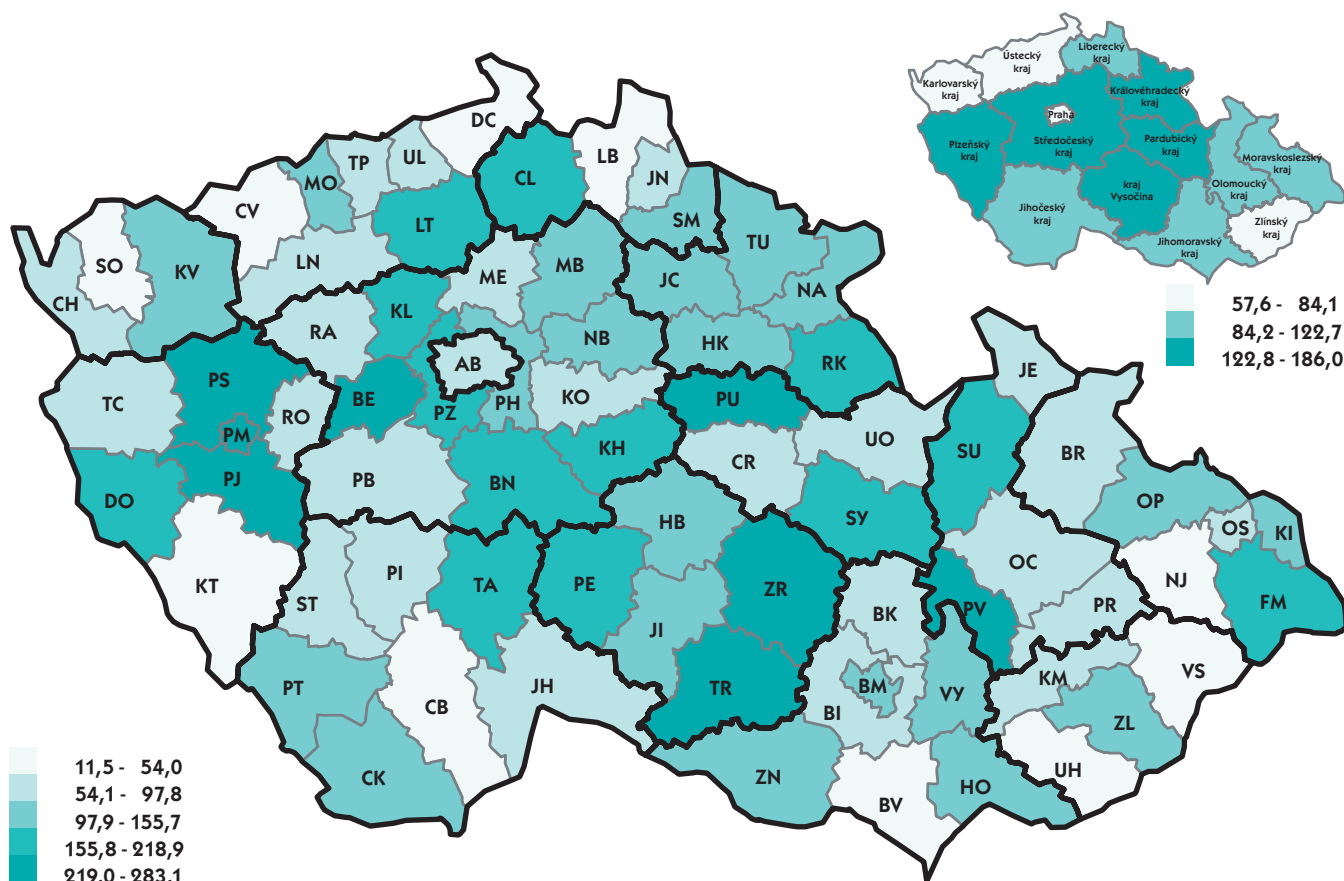 Ústecký
kraj
Liberecký
kraj
Karlovarský
kraj
Královéhradecký
kraj
Praha
Plzeňský
kraj
Středočeský
kraj
Pardubický
kraj
Moravskoslezský
kraj
kraj
Vysočina
Olomoucký
kraj
Jihočeský
kraj
Zlínský
kraj
Jihomoravský
kraj
57,6 - 84,1
84,2 - 122,7
122,8 - 186,0
DC
TP
UL
LB
JN
MO
CL
CV
LT
SM
TU
SO
KV
LN
ME
MB
JC
NA
CH
KL
RA
NB
HK
RK
AB
JE
PS
TC
RO
BE
PZ
PH
KO
PU
PM
UO
PJ
PB
KH
CR
SU
BR
DO
BN
HB
SY
OP
OS
KI
KT
PI
TA
PE
ZR
OC
NJ
FM
ST
JI
BK
PV
PR
PT
CB
JH
TR
BM
VY
KM
VS
BI
ZL
CK
ZN
BV
HO
UH
11,5 - 54,0
54,1 - 97,8
97,9 - 155,7
155,8 - 218,9
219,0 - 283,1